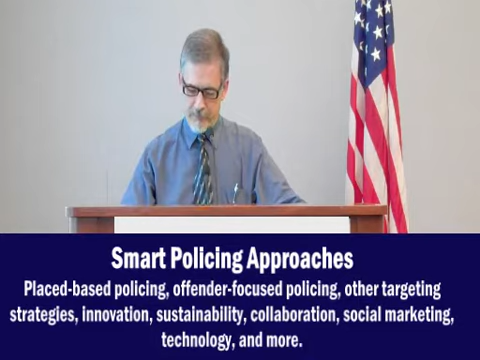 Smart Policing Approaches
Placed-based policing, offender-focused policing, other targeting
strategies, innovation, sustainability, collaboration, social marketing,
technology, and more.